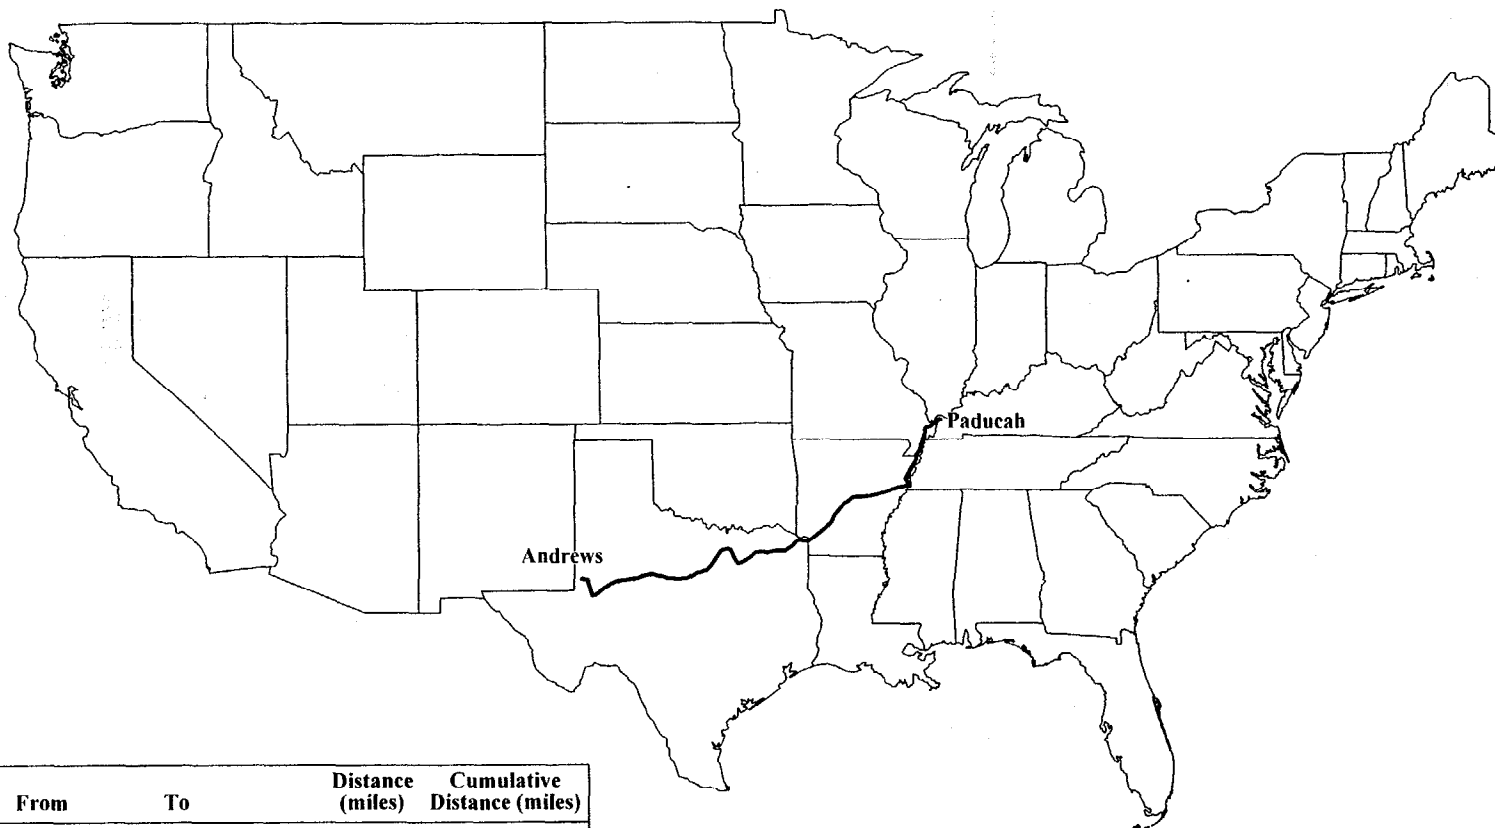 Paducah
Andrews
Distance Cumulative
From To (miles) Distance (miles)